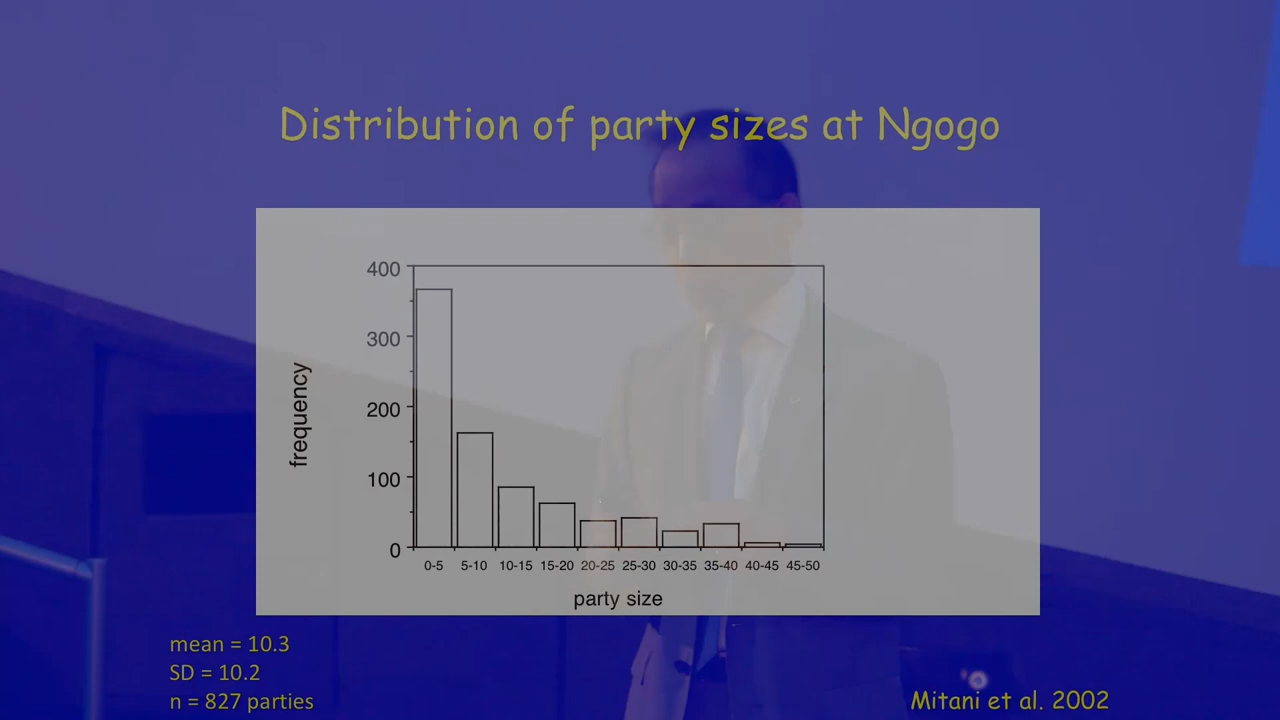 Distribution of party sizes at Ngogo
400
300
200
100
0
frequency
0-5 5-10 10-15 15-20 20-25 25-30 30-35 35-40 40-45 45-50
party size
mean = 10.3
SD = 10.2
n = 827 parties
Mitani et al. 2002